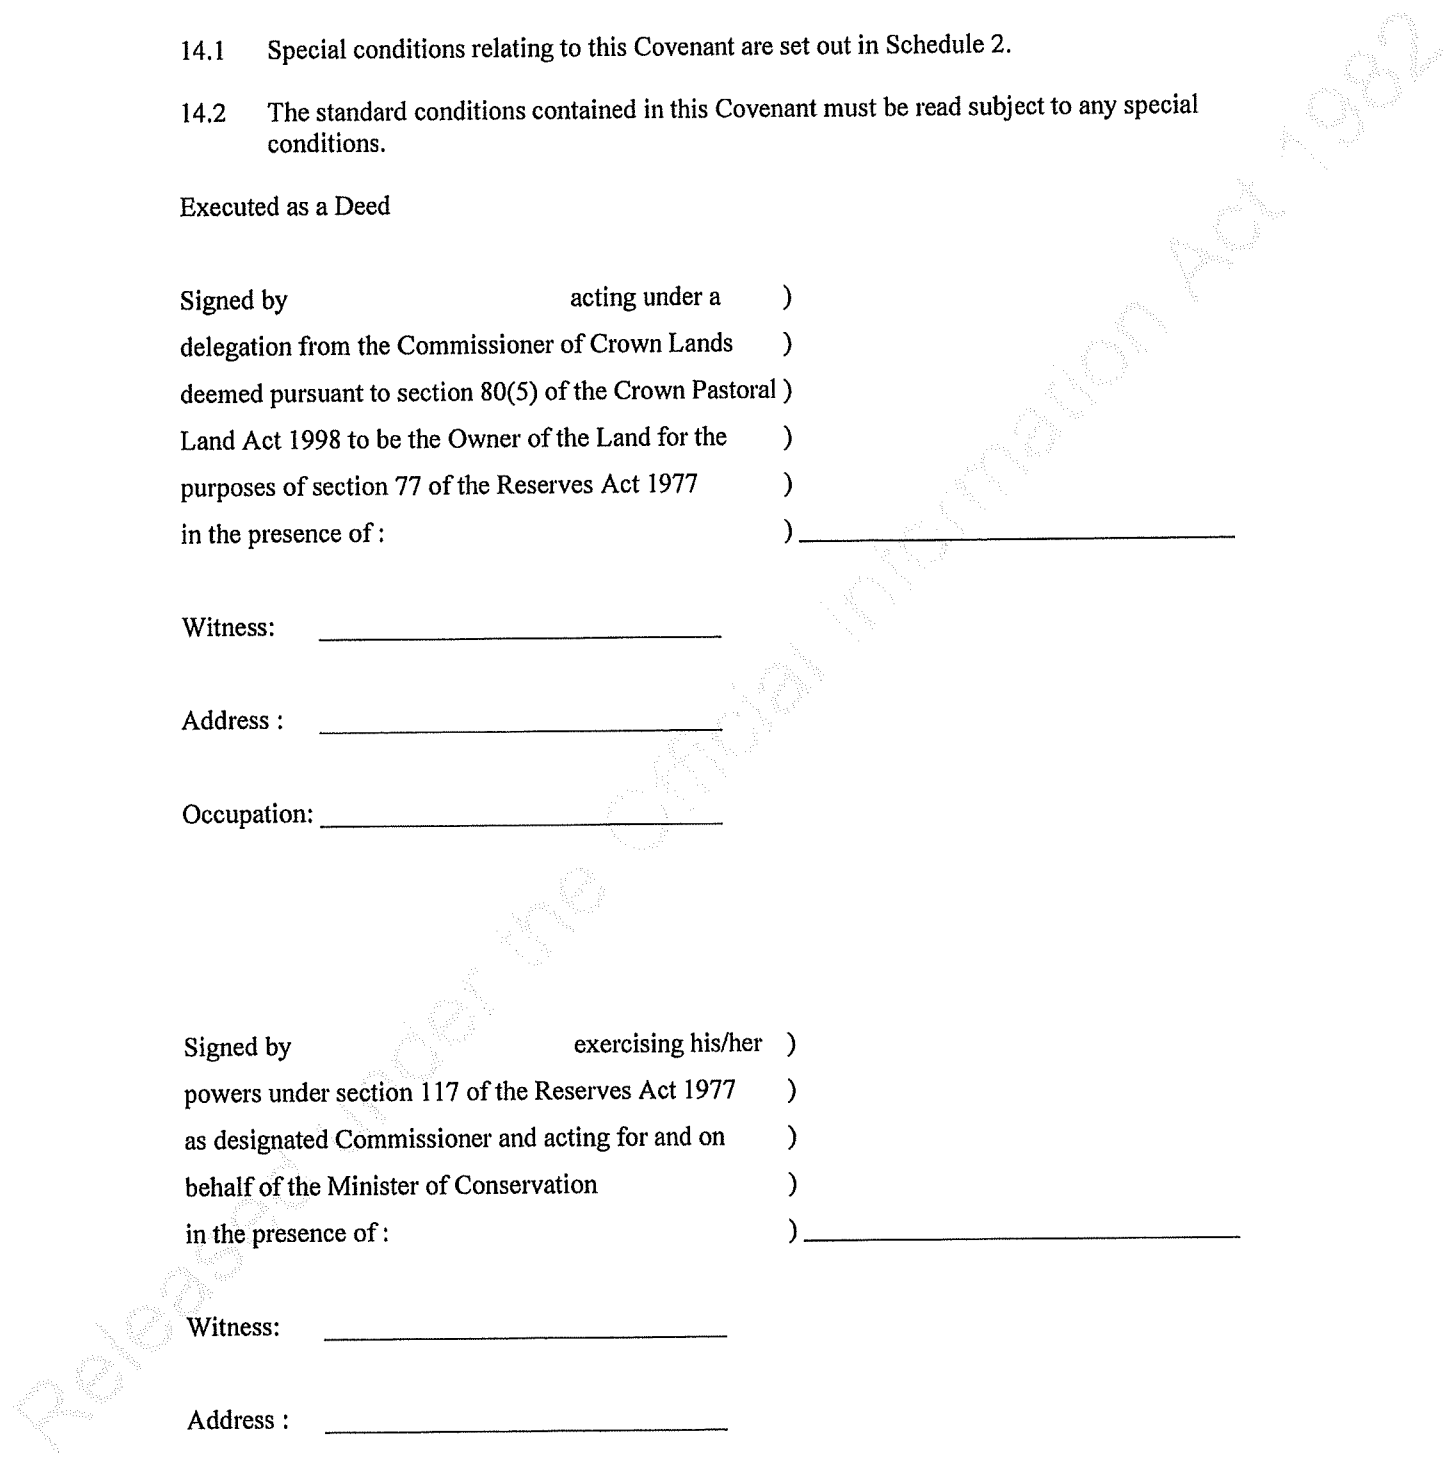 14.1 Special conditions relating to this Covenant are set out in Schedule 2.
14.2 The standard conditions contained in this Covenant must be read subject to any special
conditions.
Executed as a Deed
Signed by acting under a )
delegation from the Commissioner of Crown Lands )
deemed pursuant to section 80(5) of the Crown Pastoral )
Land Act 1998 to be the Owner of the Land for the )
purposes of section 77 of the Reserves Act 1977 )
in the presence of : )
Witness:
Address :
Occupation:
Signed by exercising his/her )
powers under section 117 of the Reserves Act 1977 )
as designated Commissioner and acting for and on )
behalf of the Minister of Conservation )
in the presence of : )
Witness:
Address :
Released under the Official Information Act 1982